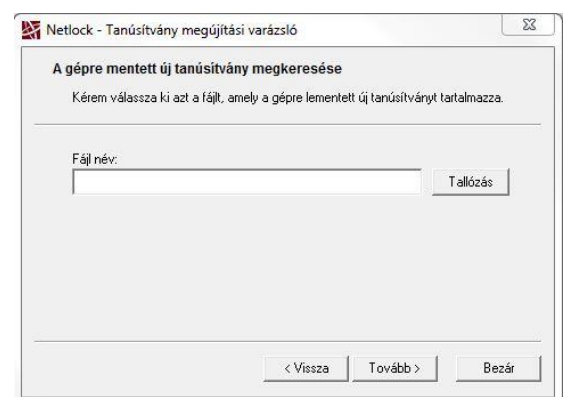 Netlock - Tanúsítvány megújítási varázsló
A gépre mentett új tanúsítvány megkeresése
Kérem válassza ki azt a fájlt, amely a gépre lementett új tanúsítványt tartalmazza.
Fájl név:
Tallózás
< Vissza
Tovább >
Bezár